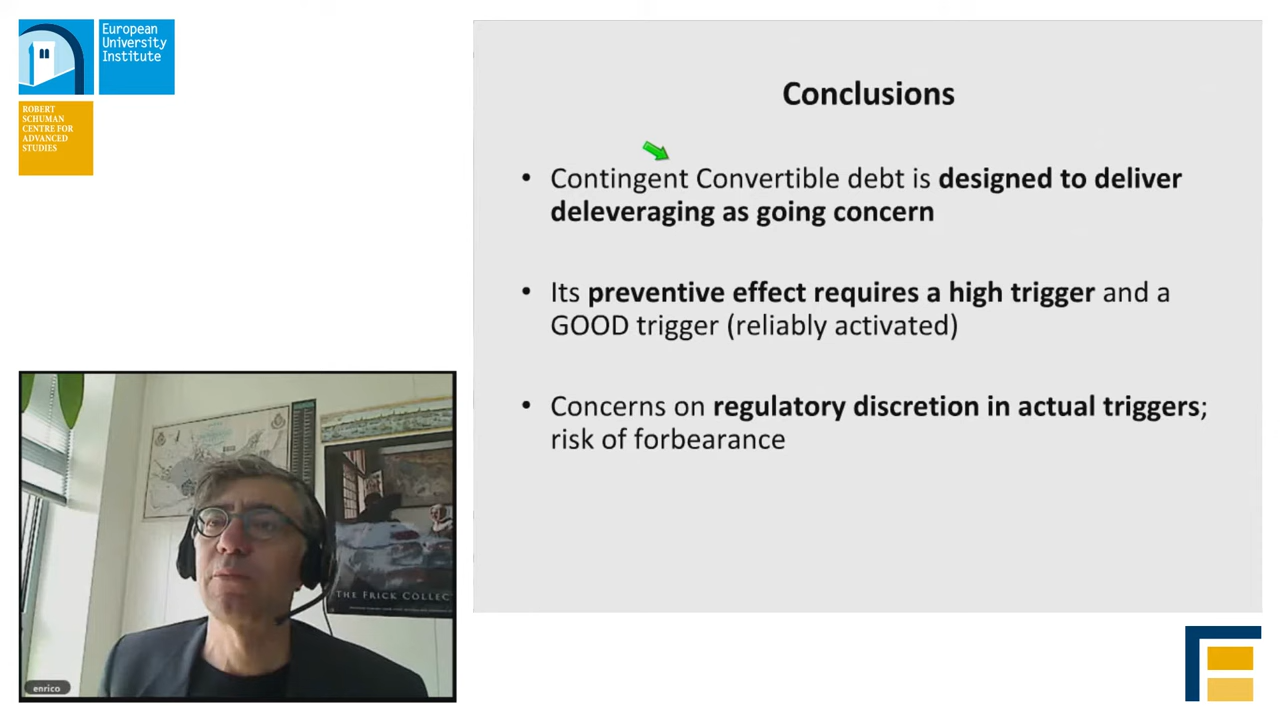 European
University
Institute
ROBERT
SCHUMAN
CENTRE FOR
ADVANCED
STUDIES
Conclusions
• Contingent Convertible debt is designed to deliver
deleveraging as going concern
• Its preventive effect requires a high trigger and a
GOOD trigger (reliably activated)
• Concerns on regulatory discretion in actual triggers;
risk of forbearance
THE FRICK COLLEC
enrico